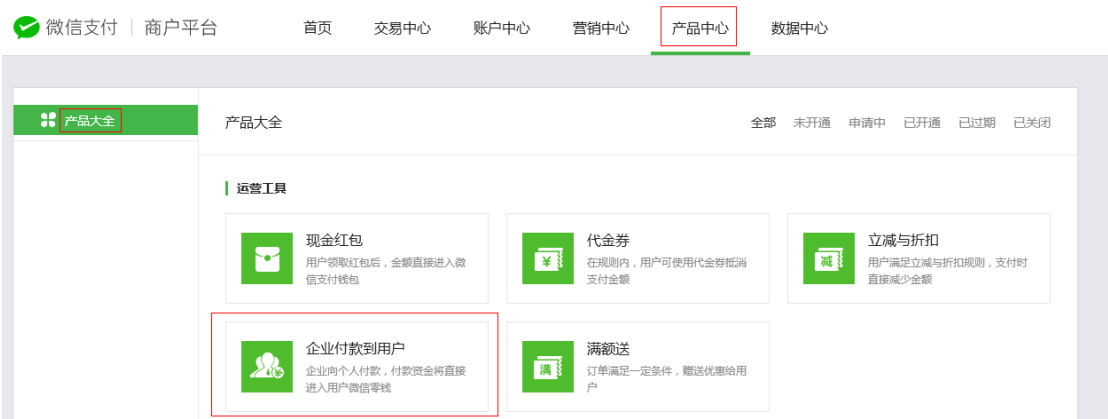 微信支付 商户平台 首页 交易中心 账户中心 营销中心 产品中心 数据中心
产品大全
产品大全 全部 未开通 申请中 已开通 已过期 已关闭
运营工具
现金红包
用户领取红包后，金额直接进入微
信支付钱包
代金券
在规则内，用户可使用代金券抵消
支付金额
立减与折扣
用户满足立减与折扣规则，支付时
直接减少金额
企业付款到用户
企业向个人付款，付款资金将直接
进入用户微信零钱
满额送
订单满足一定条件，赠送优惠给用
户
¥
减
满